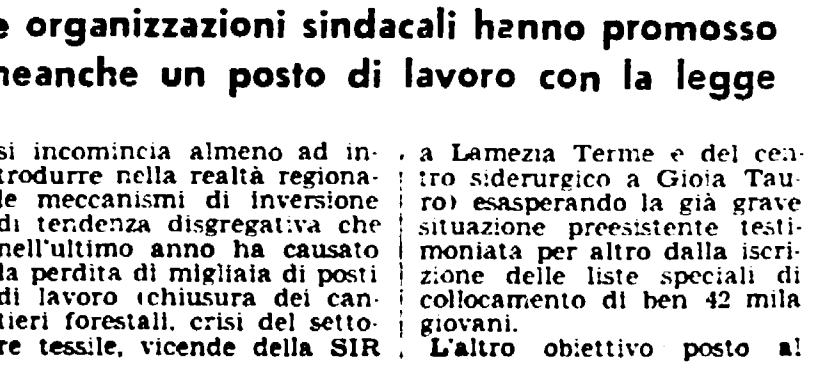 e organizzazioni sindacali hanno promosso
neanche un posto di lavoro con la legge
si incomincia almeno ad in-
trodurre nella realtà regiona-
le meccanismi di inversione
di tendenza disgregativa che
nell'ultimo anno ha causato
la perdita di migliaia di posti
di lavoro (chiusura dei can-
tieri forestali, crisi del setto-
re tessile, vicende della SIR
a Lamezia Terme e del cen-
tro siderurgico a Gioia Tau-
ro) esasperando la già grave
situazione preesistente testi-
moniata per altro dalla iscri-
zione delle liste speciali di
collocamento di ben 42 mila
giovani.
L'altro obiettivo posto al